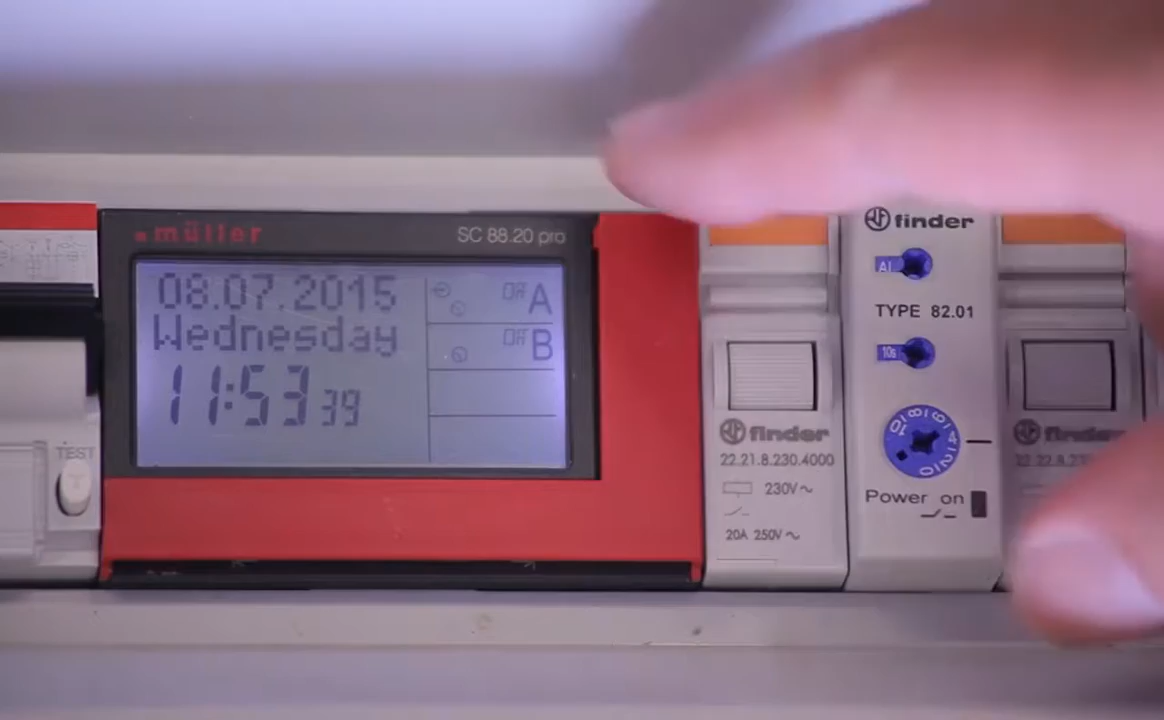 müller
SC 88.20 pro
08.07.2015
Wednesday
11:53 39
Off A
Off B
TEST
T
finder
22.21.8.230.4000
230V~
20A 250V~
finder
AI
TYPE 82.01
10s
Power on
finder